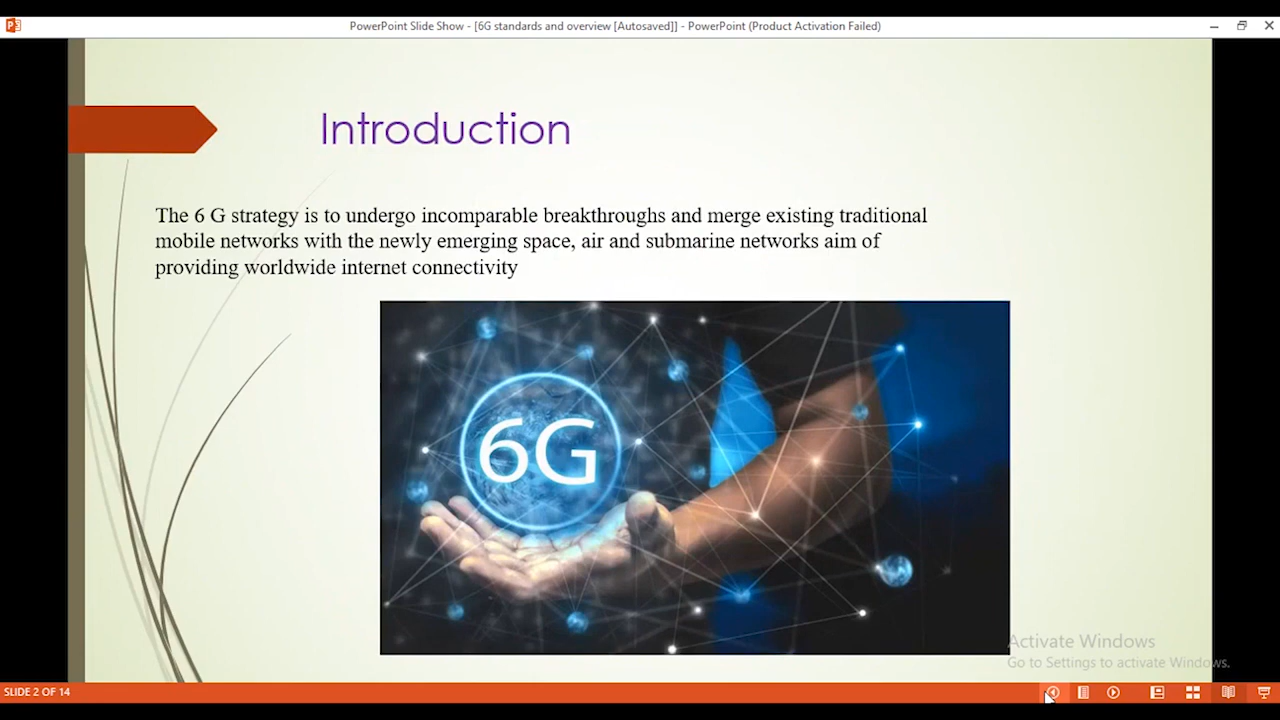 PowerPoint Slide Show - [6G standards and overview [Autosaved]] - PowerPoint (Product Activation Failed)
Introduction
The 6 G strategy is to undergo incomparable breakthroughs and merge existing traditional
mobile networks with the newly emerging space, air and submarine networks aim of
providing worldwide internet connectivity
6G
Activate Windows
Go to Settings to activate Windows.
SLIDE 2 OF 14